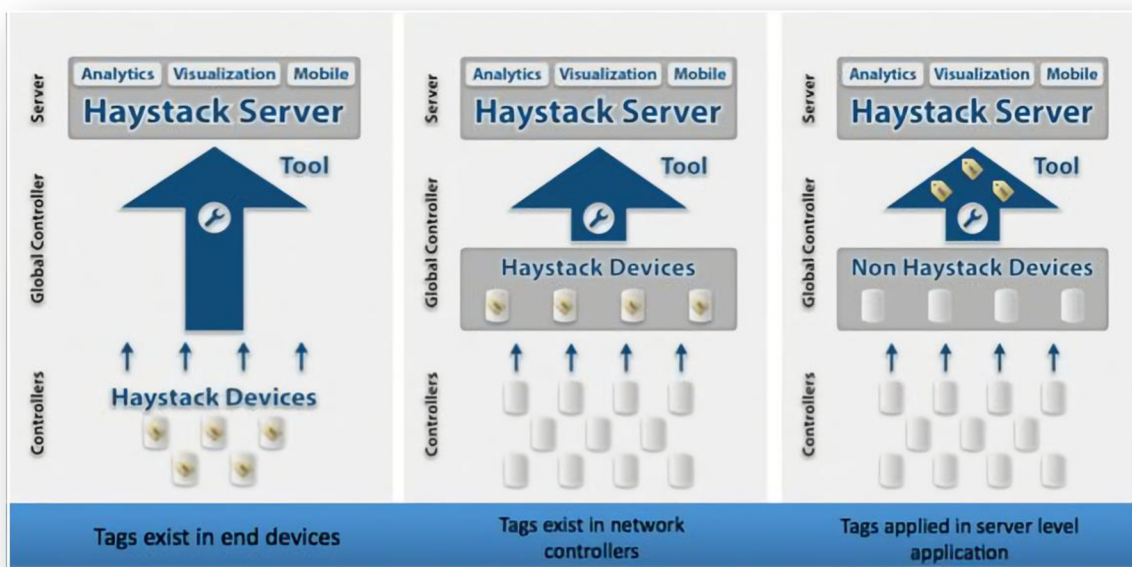 Server
Global Controller
Controllers
Analytics Visualization Mobile
Haystack Server
Tool
Haystack Devices
Tags exist in end devices
Server
Global Controller
Controllers
Analytics Visualization Mobile
Haystack Server
Tool
Haystack Devices
Tags exist in network
controllers
Server
Global Controller
Controllers
Analytics Visualization Mobile
Haystack Server
Tool
Non Haystack Devices
Tags applied in server level
application